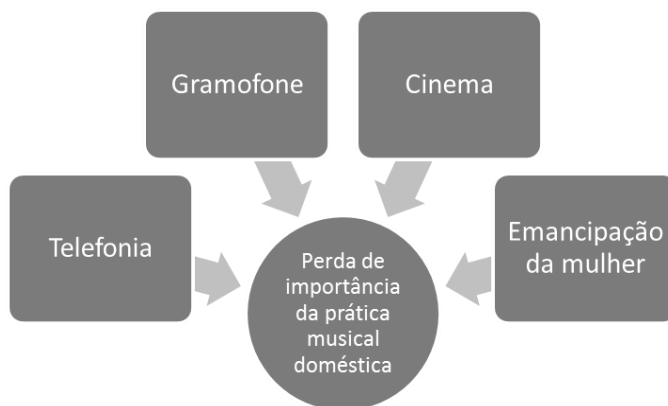 Gramofone
Cinema
Telefonia
Emancipação
da mulher
Perda de
importância
da prática
musical
doméstica